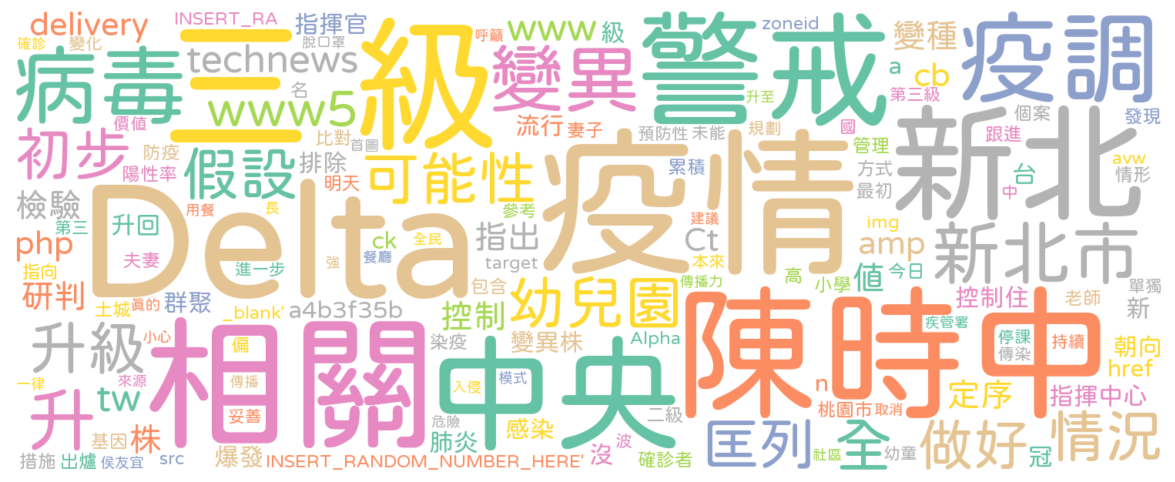 delivery
INSERT_RA
指揮官
呼籲
www
級
zoneid
確診
變化
脫口罩
三級
警戒
變種
疫調
病毒
technews
名
變異
a
cb
第三級
個案
發現
www5
價值
升至
初步
防疫
陽性率
假設
排除
比對
首圖
流行
妻子
預防性
未能
規劃
國
管理
跟進
新北
檢驗
明天
可能性
疫情
累積
方式
最初
台
中
avw
情形
第三
升回
用餐
長
Delta
參考
建議
img
php
夫妻
進一步
ck
全民
餐廳
指出
Ct
本來
amp
新北市
指向
強
target
傳播力
高
小學
值
今日
單獨
研判
土城
真的
群聚
_blank'
a4b3f35b
包含
幼兒園
控制
控制住
老師
新
升級
小心
相關
偏
染疫
變異株
Alpha
陳時中
疾管署
停課
傳染
持續
朝向
href
一律
來源
傳播
入侵
模式
中央
升
tw
妥善
危險
二級
n
桃園市
取消
定序
指揮中心
基因
株
肺炎
感染
沒
波
匡列
社區
全
幼童
做好
冠
情況
措施
出爐
侯友宜
src
爆發
INSERT_RANDOM_NUMBER_HERE'
確診者